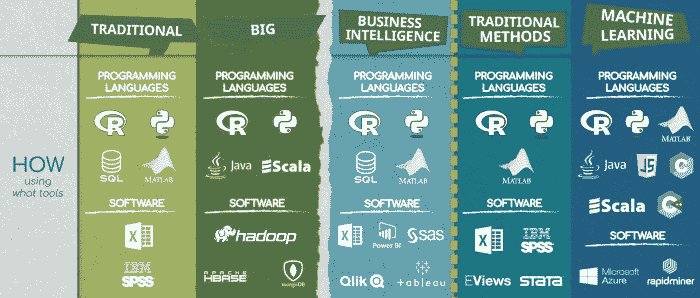 TRADITIONAL
BIG
BUSINESS
INTELLIGENCE
TRADITIONAL
METHODS
MACHINE
LEARNING
HOW
using
what tools
PROGRAMMING
LANGUAGES
R
SQL
MATLAB
SOFTWARE
X
IBM
SPSS
PROGRAMMING
LANGUAGES
R
Java
Scala
SOFTWARE
hadoop
APACHE
HBASE
mongoDB
PROGRAMMING
LANGUAGES
R
SQL
MATLAB
SOFTWARE
X
Power BI
sas
Qlik
+ a b l e a u
PROGRAMMING
LANGUAGES
R
MATLAB
SOFTWARE
X
IBM
SPSS
EViews
STATA
PROGRAMMING
LANGUAGES
R
MATLAB
Java
JS
C
Scala
C
SOFTWARE
Microsoft
Azure
rapidminer